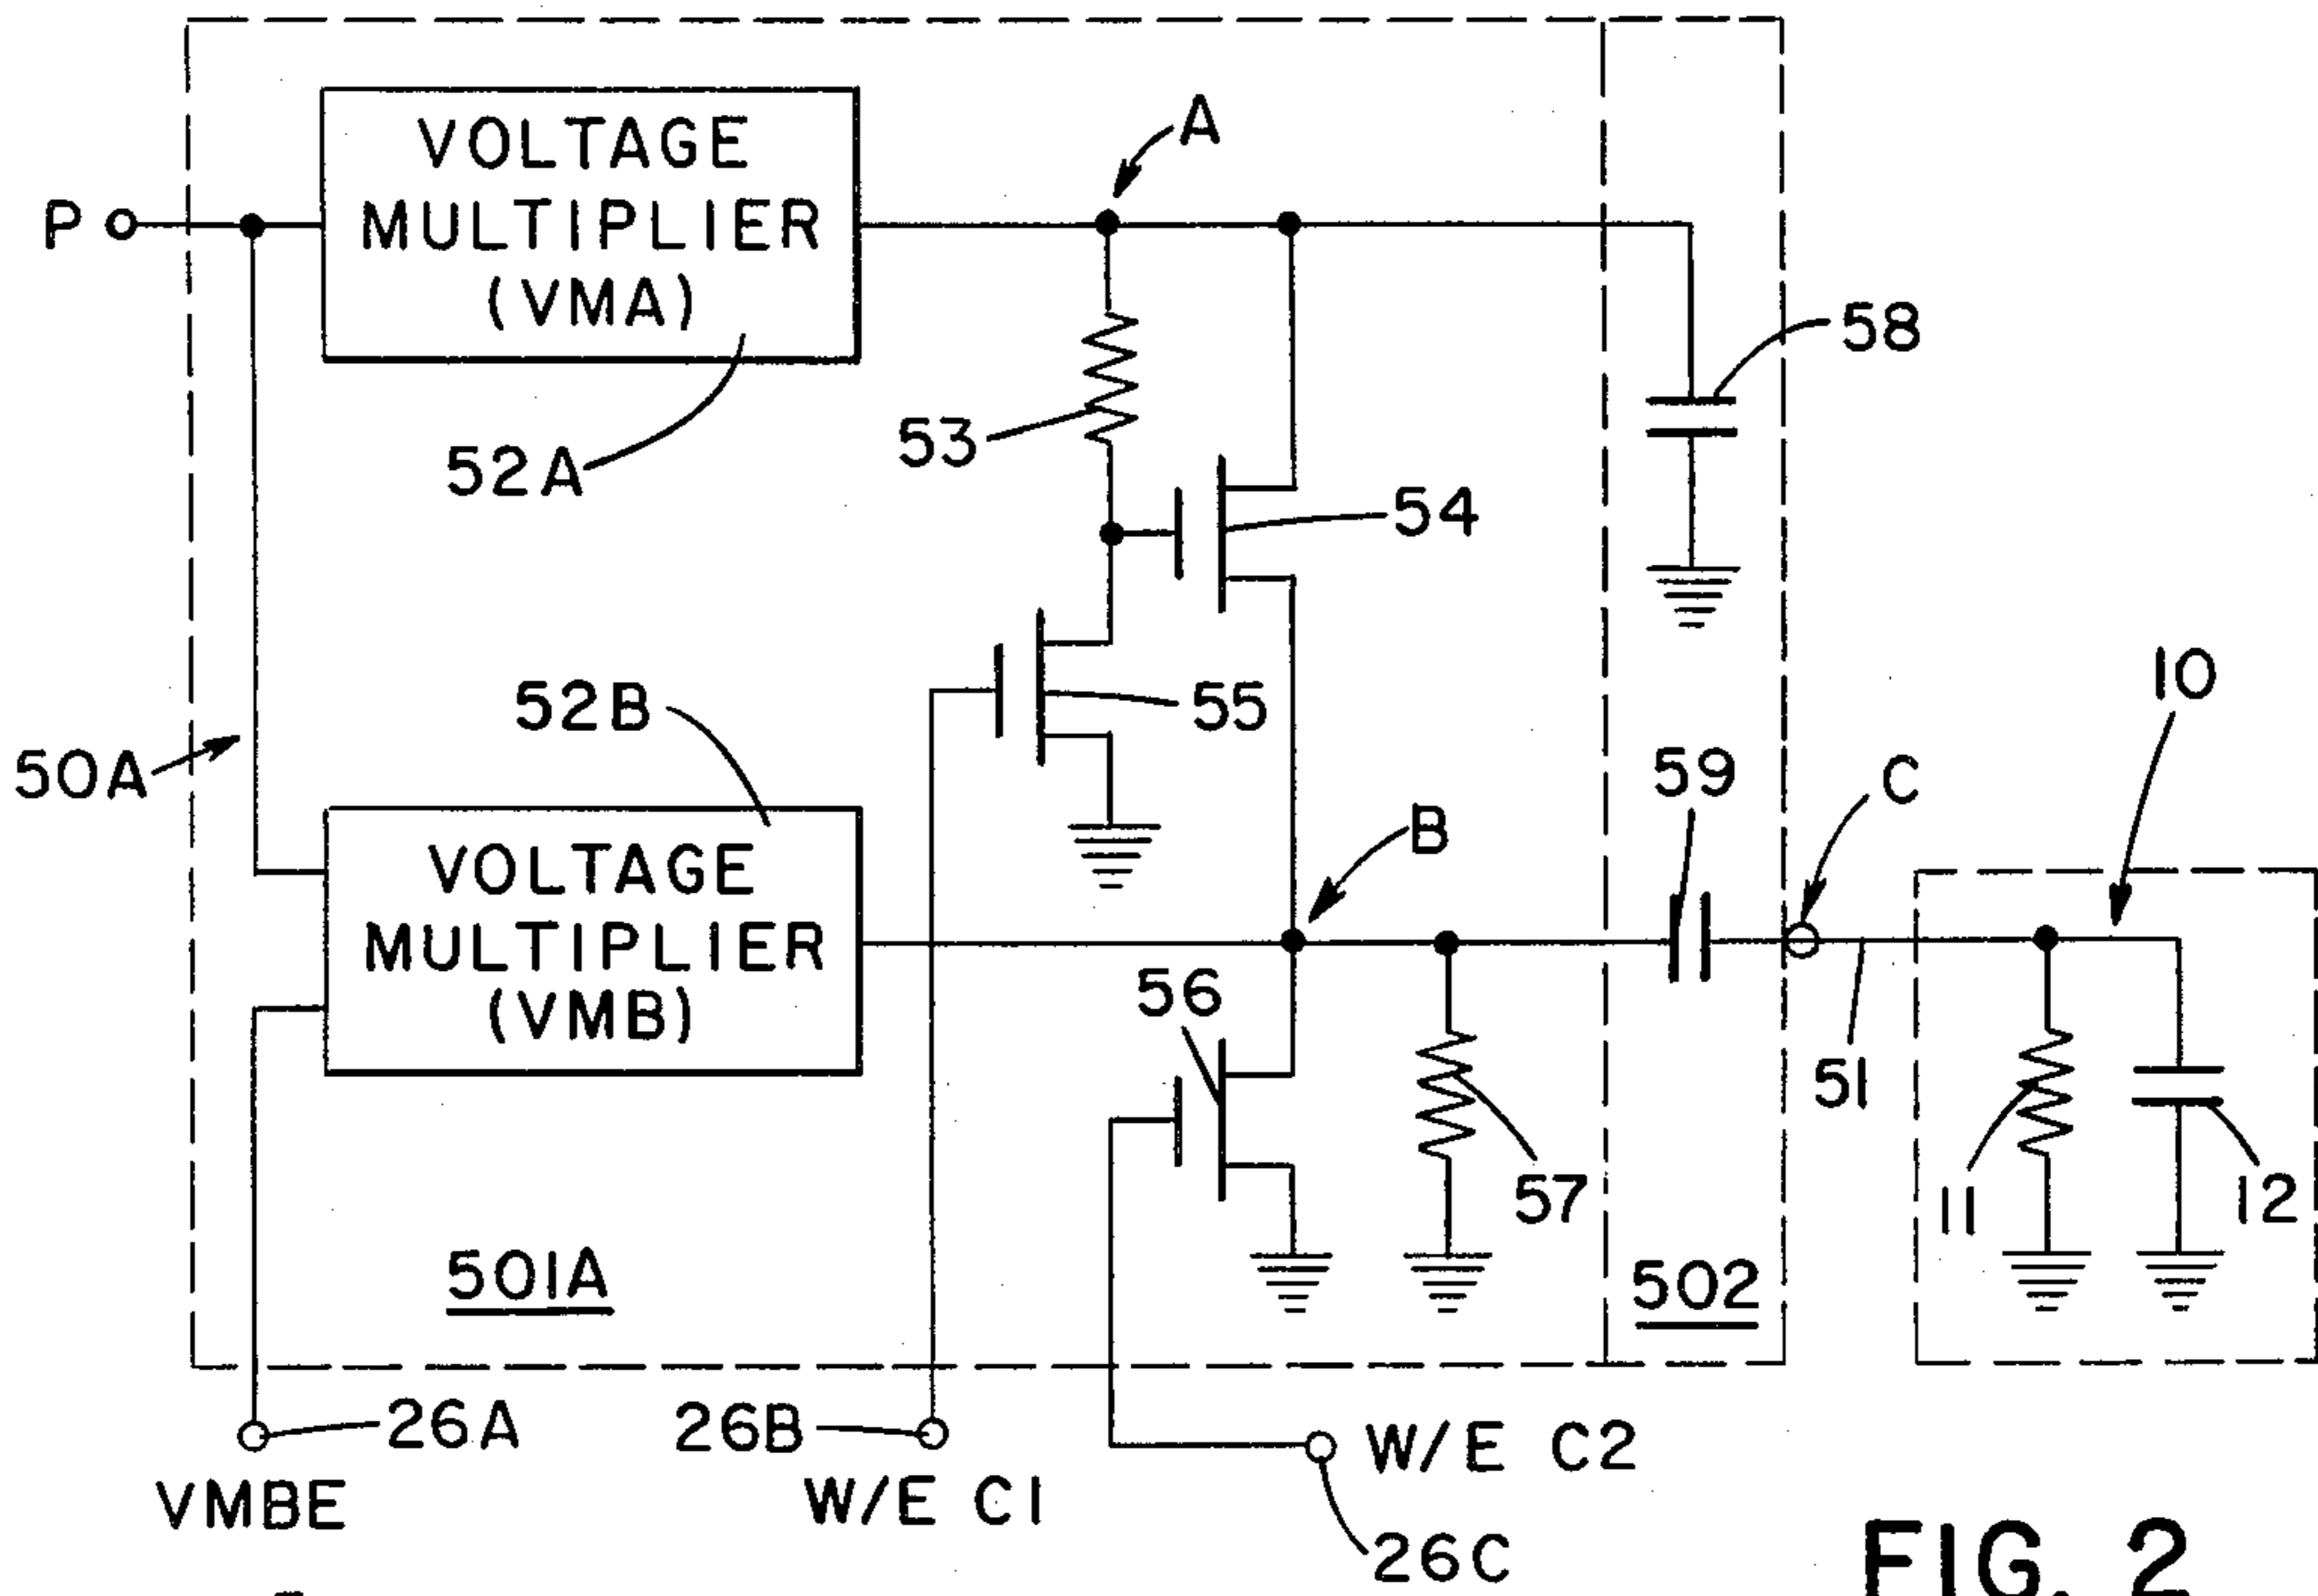 VOLTAGE
MULTIPLIER
(VMA)
A
P
58
53
52A
54
10
52B
55
50A
59
C
B
VOLTAGE
MULTIPLIER
(VMB)
56
51
57
11
12
501A
502
26A
26B
W/E C2
VMBE
W/E C1
26C
FIG. 2